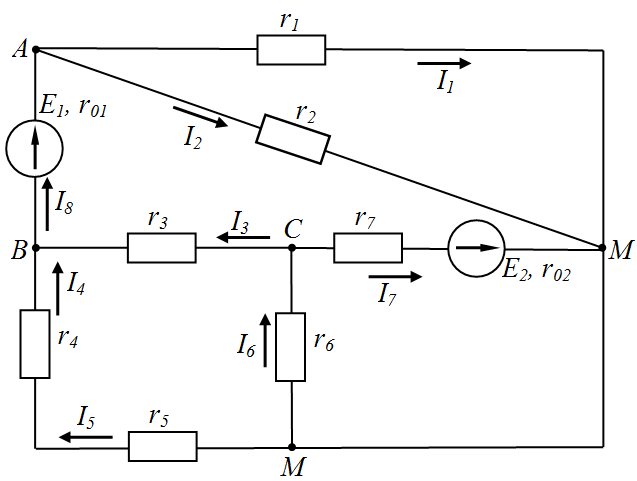 r1
A
I1
E1, r01
r2
I2
I8
r3
I3
C
r7
B
M
E2, r02
I4
I7
r4
I6
r6
I5
r5
M